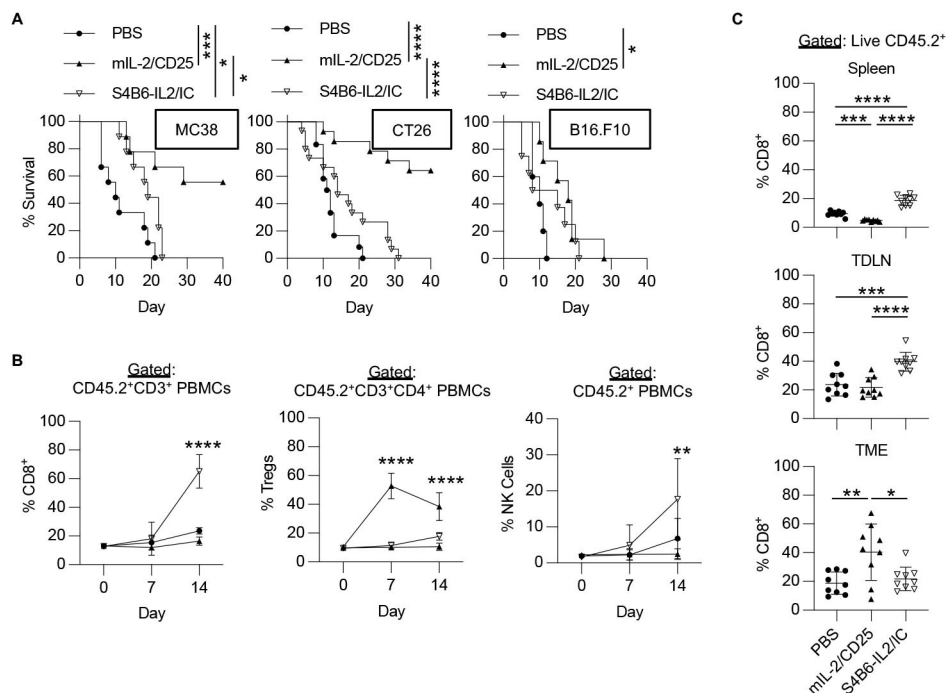 A
PBS
mIL-2/CD25
S4B6-IL2/IC
***
*
*
PBS
mIL-2/CD25
S4B6-IL2/IC
****
****
PBS
mIL-2/CD25
S4B6-IL2/IC
*
% Survival
100
80
60
40
20
0
MC38
0 10 20 30 40
Day
100
80
60
40
20
0
CT26
0 10 20 30 40
Day
100
80
60
40
20
0
B16.F10
0 10 20 30 40
Day
B
Gated:
CD45.2⁺CD3⁺ PBMCs
% CD8⁺
100
80
60
40
20
0
****
0 7 14
Day
Gated:
CD45.2⁺CD3⁺CD4⁺ PBMCs
% Tregs
100
80
60
40
20
0
****
****
0 7 14
Day
Gated:
CD45.2⁺ PBMCs
% NK Cells
40
30
20
10
0
**
0 7 14
Day
C
Gated: Live CD45.2⁺
Spleen
% CD8⁺
100
80
60
40
20
0
****
*** ****
TDLN
% CD8⁺
100
80
60
40
20
0
***
****
TME
% CD8⁺
100
80
60
40
20
0
** *
PBS
mIL-2/CD25
S4B6-IL2/IC